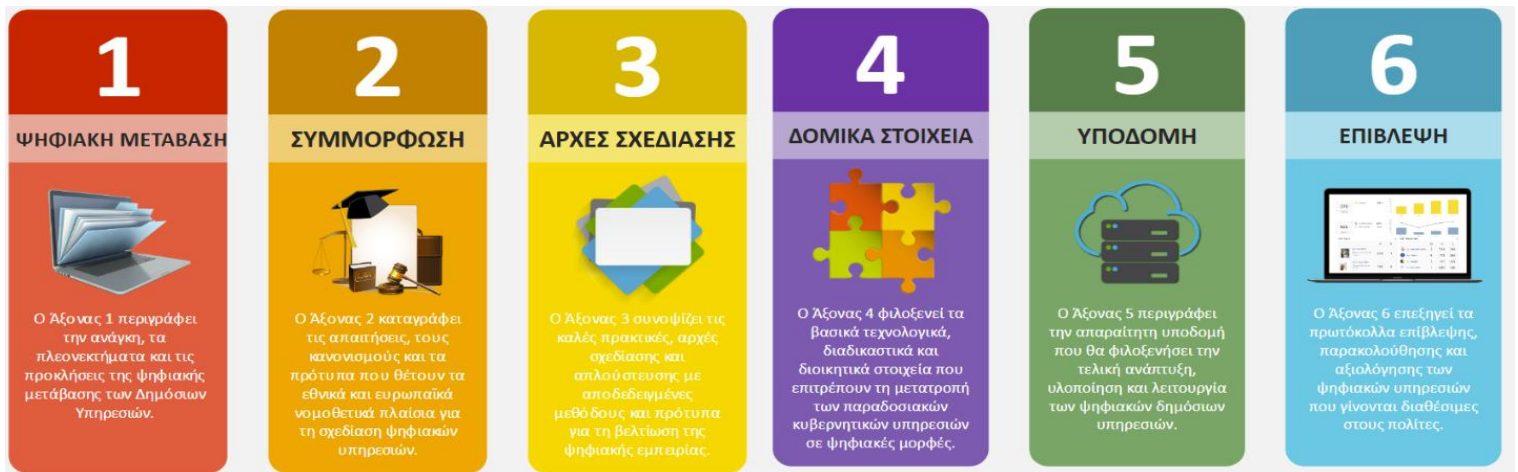 1
ΨΗΦΙΑΚΗ ΜΕΤΑΒΑΣΗ
Ο Άξονας 1 περιγράφει
την ανάγκη, τα
πλεονεκτήματα και τις
προκλήσεις της ψηφιακής
μετάβασης των Δημόσιων
Υπηρεσιών.
2
ΣΥΜΜΟΡΦΩΣΗ
Ο Άξονας 2 καταγράφει
τις απαιτήσεις, τους
κανονισμούς και τα
πρότυπα που θέτουν τα
εθνικά και ευρωπαϊκά
νομοθετικά πλαίσια για
τη σχεδίαση ψηφιακών
υπηρεσιών.
3
ΑΡΧΕΣ ΣΧΕΔΙΑΣΗΣ
Ο Άξονας 3 συνοψίζει τις
καλές πρακτικές, αρχές
σχεδίασης και
απλούστευσης με
αποδεδειγμένες
μεθόδους και πρότυπα
για τη βελτίωση της
ψηφιακής εμπειρίας.
4
ΔΟΜΙΚΑ ΣΤΟΙΧΕΙΑ
Ο Άξονας 4 φιλοξενεί τα
βασικά τεχνολογικά,
διαδικαστικά και
διοικητικά στοιχεία που
επιτρέπουν τη μετατροπή
των παραδοσιακών
κυβερνητικών υπηρεσιών
σε ψηφιακές μορφές.
5
ΥΠΟΔΟΜΗ
Ο Άξονας 5 περιγράφει
την απαραίτητη υποδομή
που θα φιλοξενήσει την
τελική ανάπτυξη,
υλοποίηση και λειτουργία
των ψηφιακών δημόσιων
υπηρεσιών.
6
ΕΠΙΒΛΕΨΗ
Ο Άξονας 6 επεξηγεί τα
πρωτόκολλα επίβλεψης,
παρακολούθησης και
αξιολόγησης των
ψηφιακών υπηρεσιών
που γίνονται διαθέσιμες
στους πολίτες.